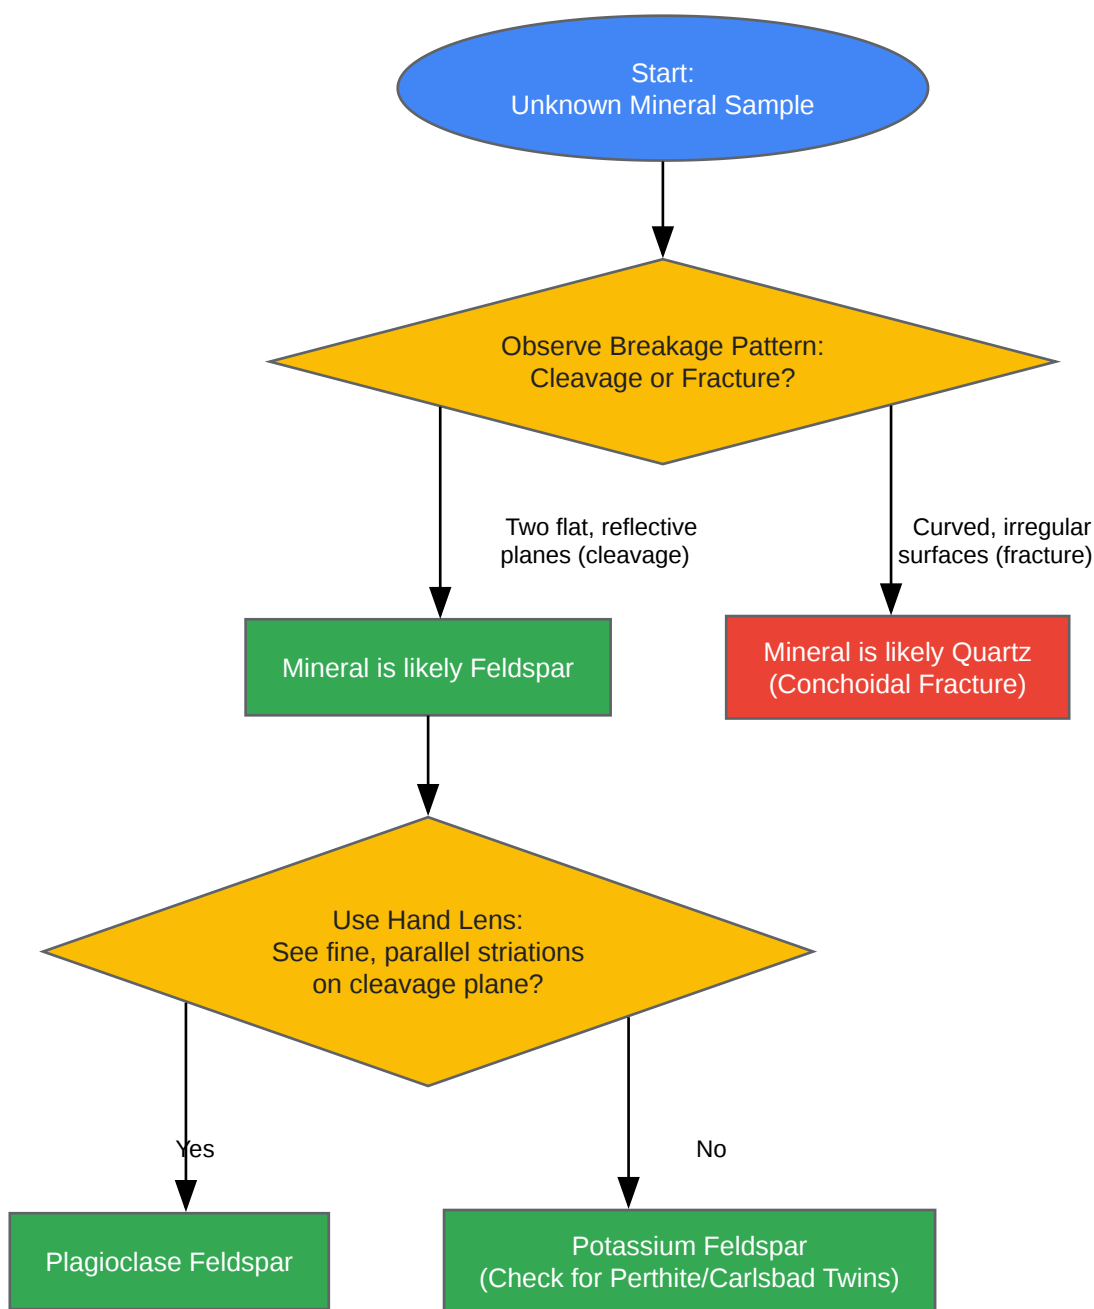 Start:
Unknown Mineral Sample
Observe Breakage Pattern:
Cleavage or Fracture?
Two flat, reflective
planes (cleavage)
Curved, irregular
surfaces (fracture)
Mineral is likely Feldspar
Mineral is likely Quartz
(Conchoidal Fracture)
Use Hand Lens:
See fine, parallel striations
on cleavage plane?
Yes
No
Plagioclase Feldspar
Potassium Feldspar
(Check for Perthite/Carlsbad Twins)